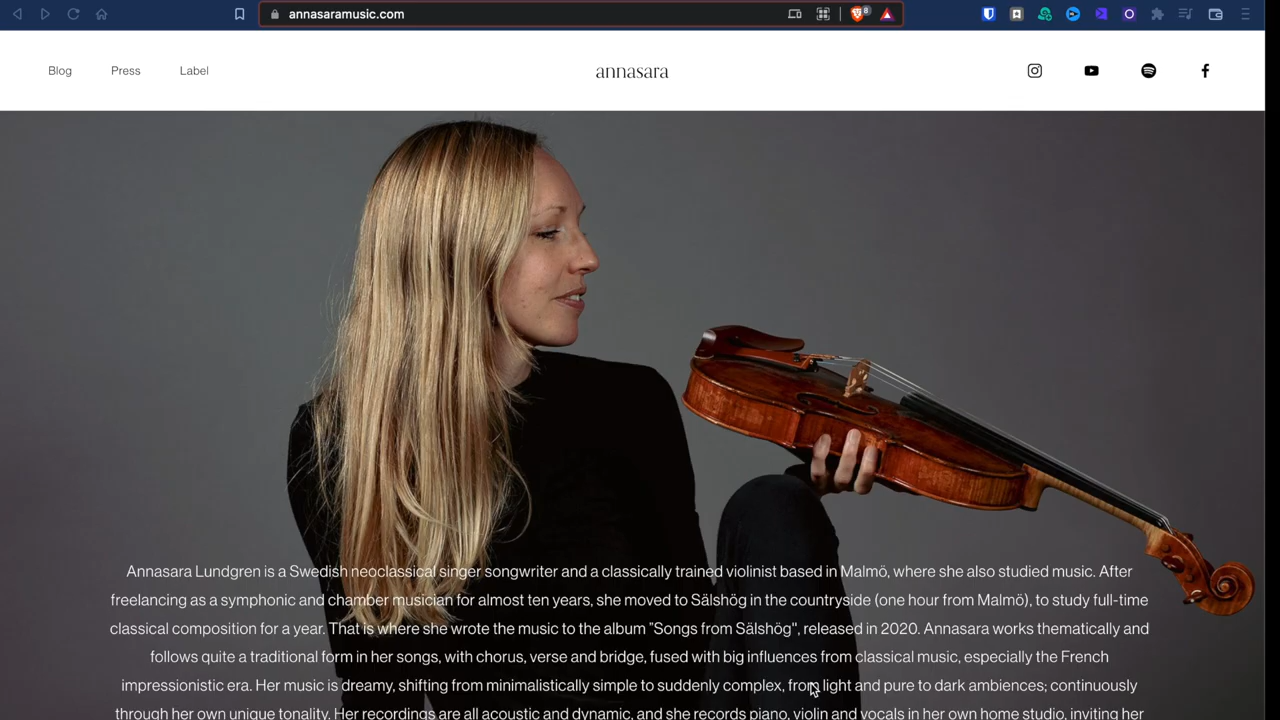 annasaramusic.com
8
Blog
Press
Label
annasara
Annasara Lundgren is a Swedish neoclassical singer songwriter and a classically trained violinist based in Malmö, where she also studied music. After
freelancing as a symphonic and chamber musician for almost ten years, she moved to Sälshög in the countryside (one hour from Malmö), to study full-time
classical composition for a year. That is where she wrote the music to the album "Songs from Sälshög", released in 2020. Annasara works thematically and
follows quite a traditional form in her songs, with chorus, verse and bridge, fused with big influences from classical music, especially the French
impressionistic era. Her music is dreamy, shifting from minimalistically simple to suddenly complex, from light and pure to dark ambiences; continously
through her own unique tonality. Her recordings are all acoustic and dynamic, and she records piano, violin and vocals in her own home studio, inviting her